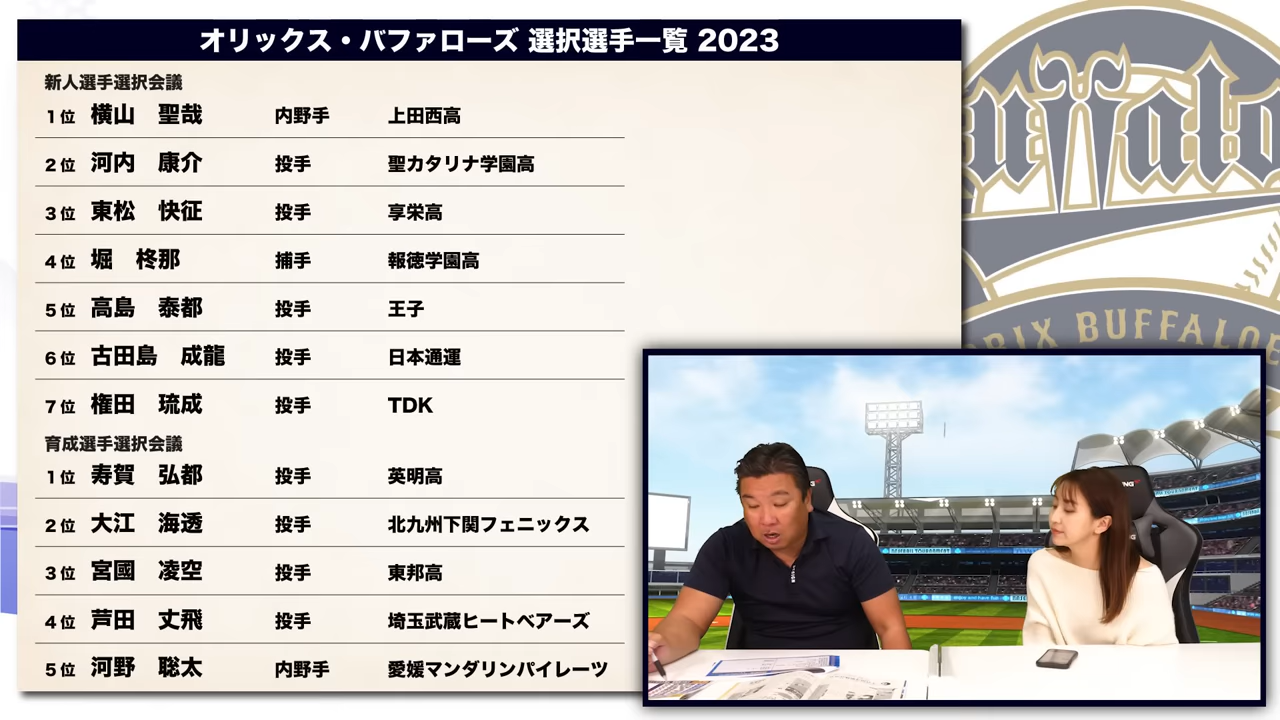 オリックス・バファローズ 選択選手一覧 2023
新人選手選択会議
1位 横山 聖哉 内野手 上田西高
2位 河内 康介 投手 聖カタリナ学園高
3位 東松 快征 投手 享栄高
4位 堀 柊那 捕手 報徳学園高
5位 高島 泰都 投手 王子
6位 古田島 成龍 投手 日本通運
7位 権田 琉成 投手 TDK
育成選手選択会議
1位 寿賀 弘都 投手 英明高
2位 大江 海透 投手 北九州下関フェニックス
3位 宮國 凌空 投手 東邦高
4位 芦田 丈飛 投手 埼玉武蔵ヒートベアーズ
5位 河野 聡太 内野手 愛媛マンダリンパイレーツ
uffalo
RIX BUFFALOE